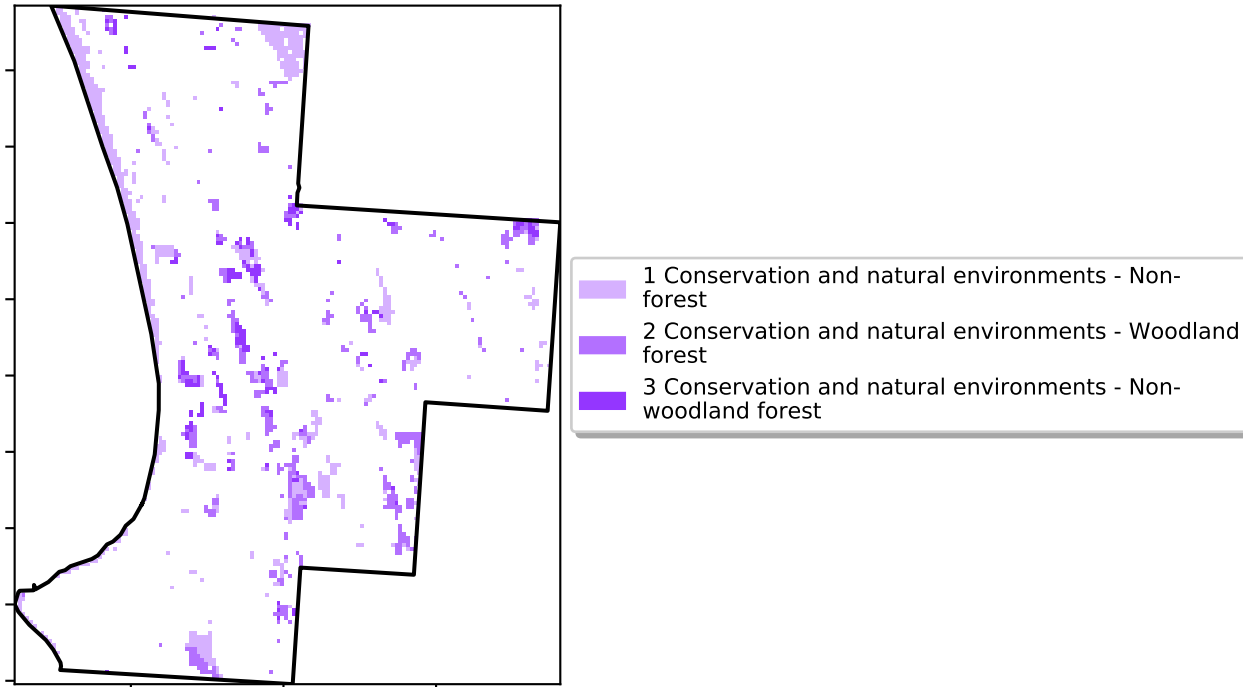 1 Conservation and natural environments - Non-
forest
2 Conservation and natural environments - Woodland
forest
3 Conservation and natural environments - Non-
woodland forest